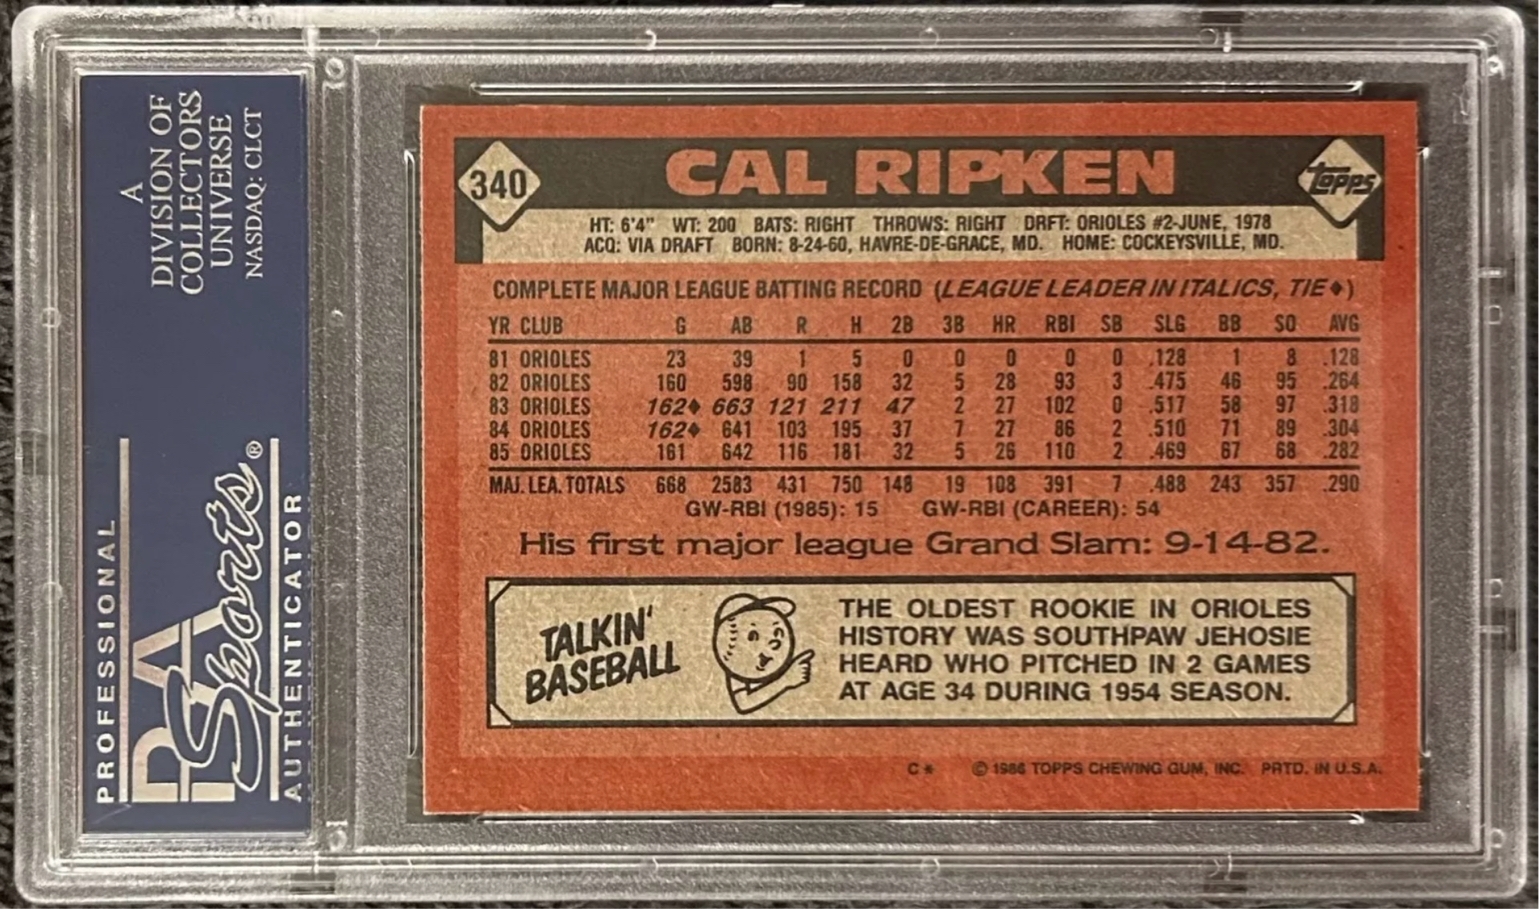 A
DIVISION OF
COLLECTORS
UNIVERSE
NASDAQ: CLCT
PROFESSIONAL
PSA
Sports®
AUTHENTICATOR
340
CAL RIPKEN
TOPPS
HT: 6'4" WT: 200 BATS: RIGHT THROWS: RIGHT DRFT: ORIOLES #2-JUNE, 1978
ACQ: VIA DRAFT BORN: 8-24-60, HAVRE-DE-GRACE, MD. HOME: COCKEYSVILLE, MD.
COMPLETE MAJOR LEAGUE BATTING RECORD (LEAGUE LEADER IN ITALICS, TIE♦)
YR CLUB G AB R H 2B 3B HR RBI SB SLG BB SO AVG
81 ORIOLES 23 39 1 5 0 0 0 0 0 .128 1 8 .128
82 ORIOLES 160 598 90 158 32 5 28 93 3 .475 46 95 .264
83 ORIOLES 162♦ 663 121 211 47 2 27 102 0 .517 58 97 .318
84 ORIOLES 162♦ 641 103 195 37 7 27 86 2 .510 71 89 .304
85 ORIOLES 161 642 116 181 32 5 26 110 2 .469 67 68 .282
MAJ. LEA. TOTALS 668 2583 431 750 148 19 108 391 7 .488 243 357 .290
GW-RBI (1985): 15 GW-RBI (CAREER): 54
His first major league Grand Slam: 9-14-82.
TALKIN'
BASEBALL
THE OLDEST ROOKIE IN ORIOLES
HISTORY WAS SOUTHPAW JEHOSIE
HEARD WHO PITCHED IN 2 GAMES
AT AGE 34 DURING 1954 SEASON.
C* © 1986 TOPPS CHEWING GUM, INC. PRTD. IN U.S.A.